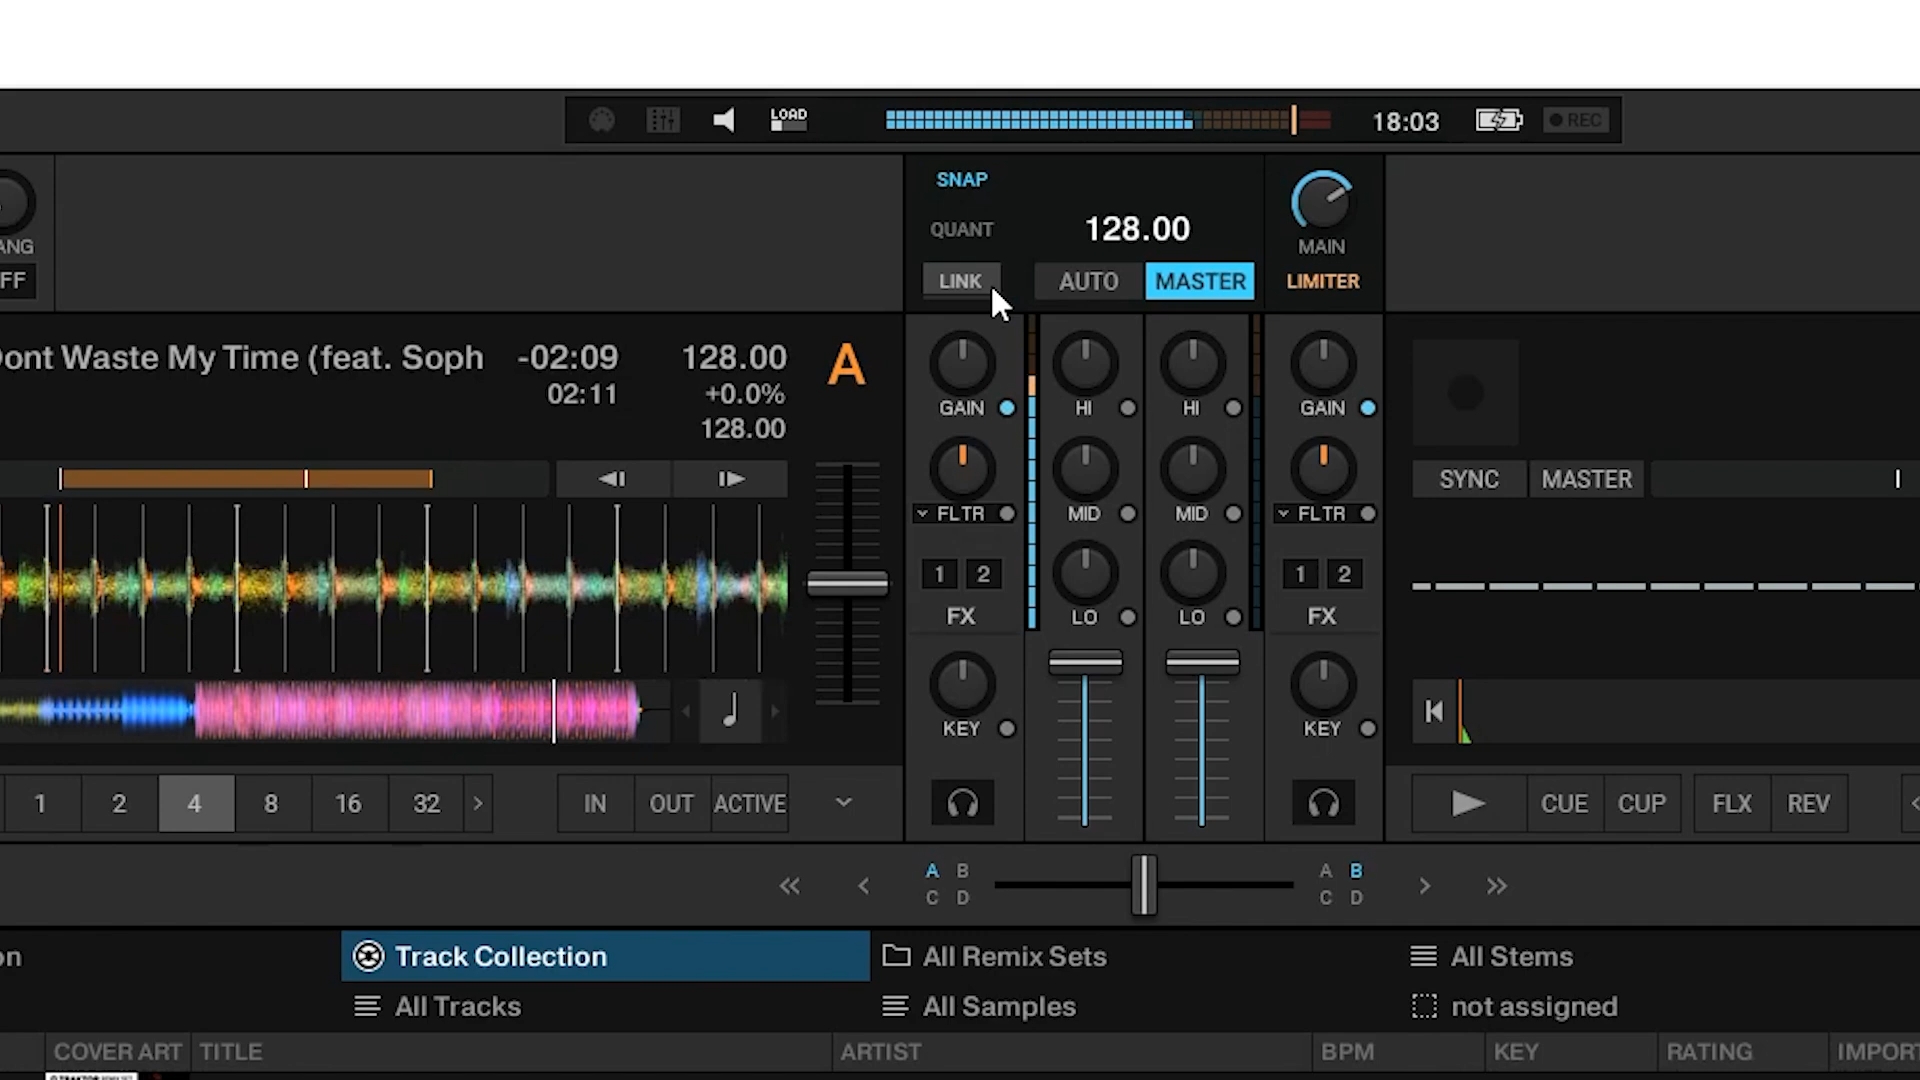 LOAD 18:03 REC
SNAP
QUANT 128.00 MAIN
LINK AUTO MASTER LIMITER
ANG
FF
Dont Waste My Time (feat. Soph -02:09 128.00 A
02:11 +0.0%
128.00
GAIN HI HI GAIN
FLTR MID MID FLTR
SYNC MASTER
1 2 1 2
FX LO LO FX
KEY KEY
1 2 4 8 16 32 IN OUT ACTIVE
CUE CUP FLX REV
A B A B
C D C D
on Track Collection All Remix Sets All Stems
All Tracks All Samples not assigned
COVER ART TITLE ARTIST BPM KEY RATING IMPORT